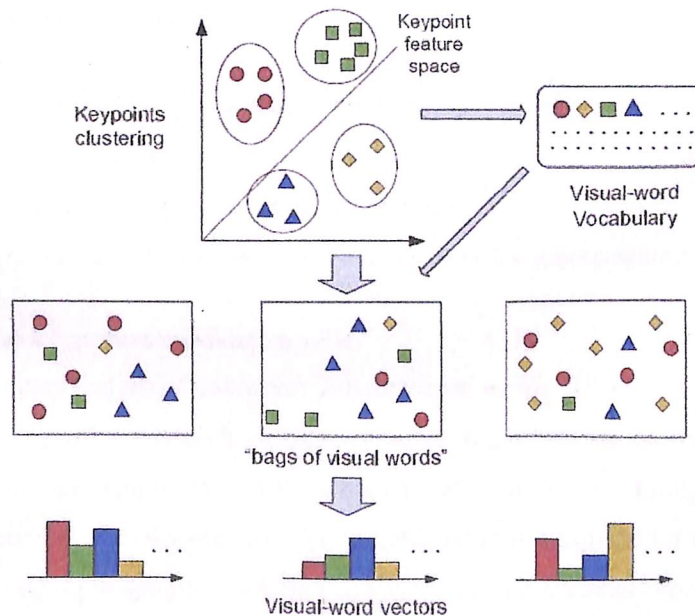 Keypoint
feature
space
Keypoints
clustering
Visual-word
Vocabulary
"bags of visual words"
Visual-word vectors